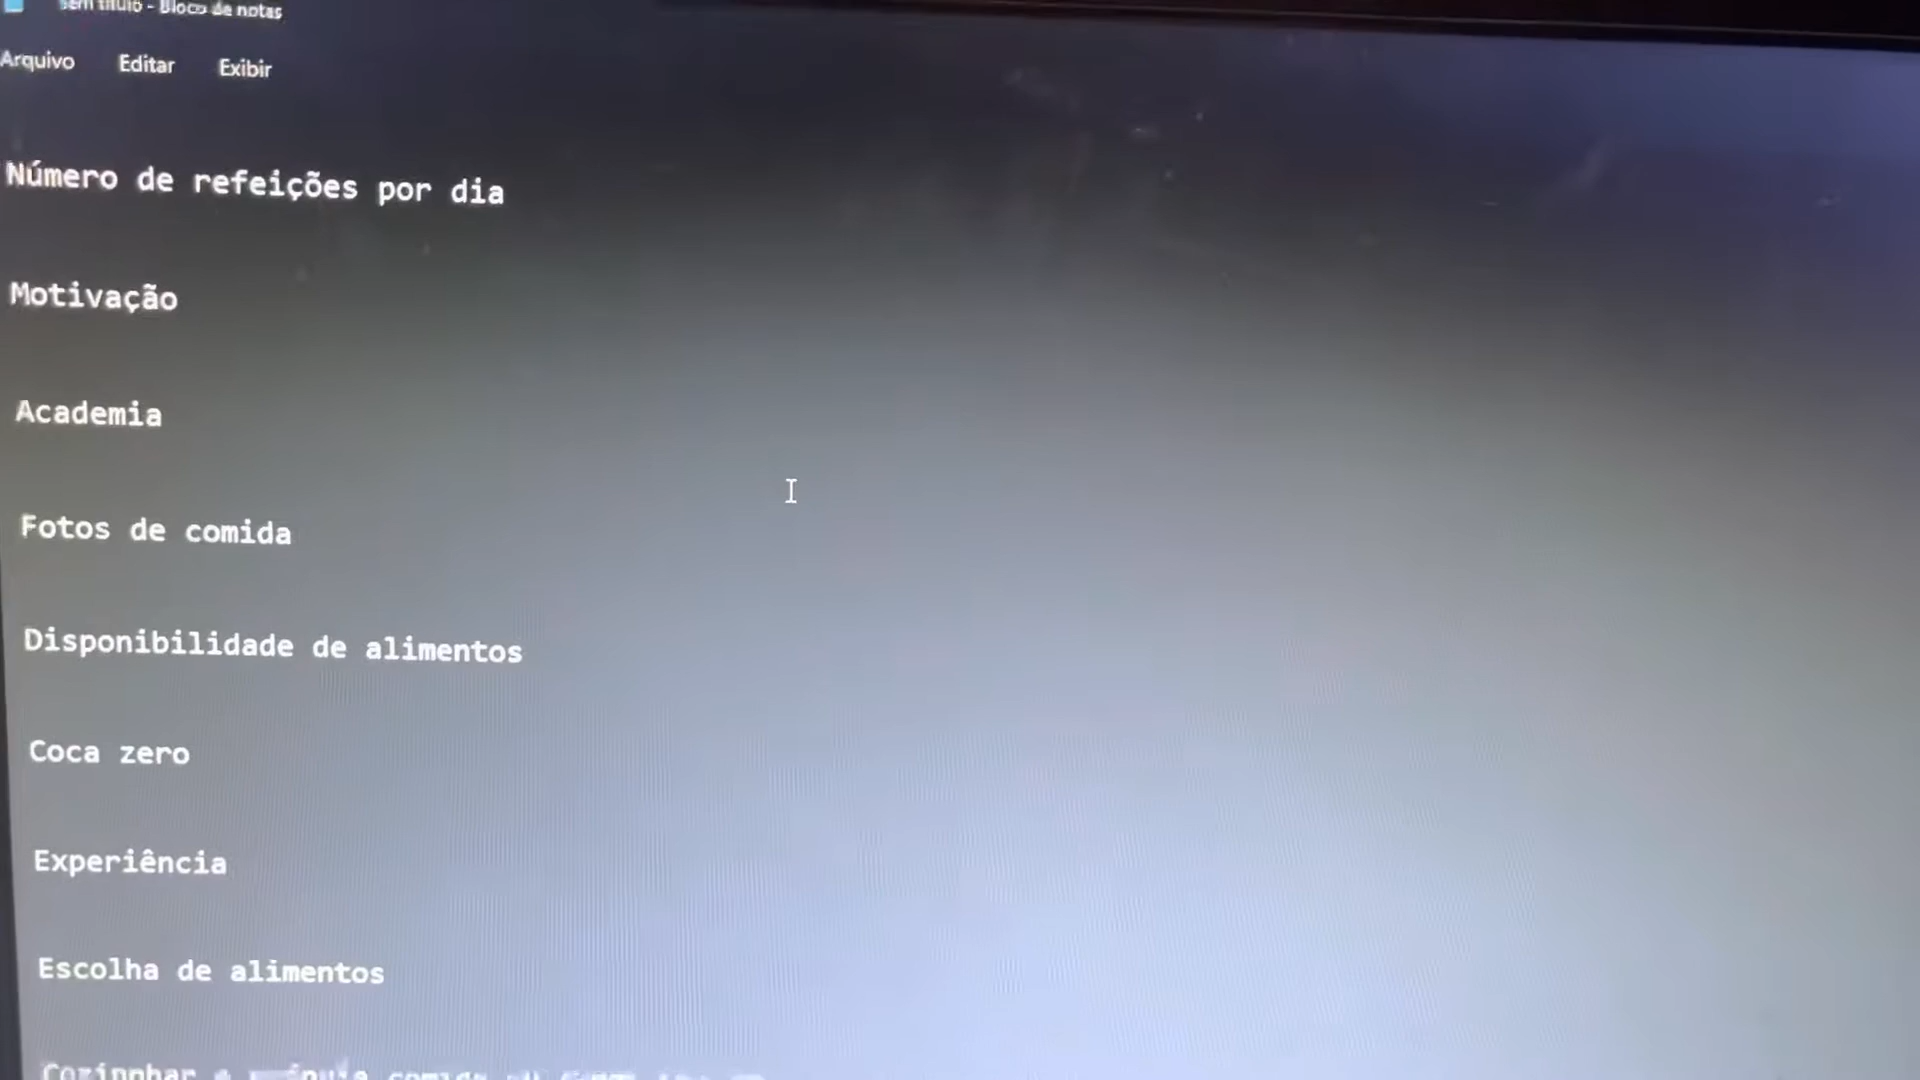 Sem título - Bloco de notas
Arquivo Editar Exibir
Número de refeições por dia
Motivação
Academia
Fotos de comida
Disponibilidade de alimentos
Coca zero
Experiência
Escolha de alimentos
comida